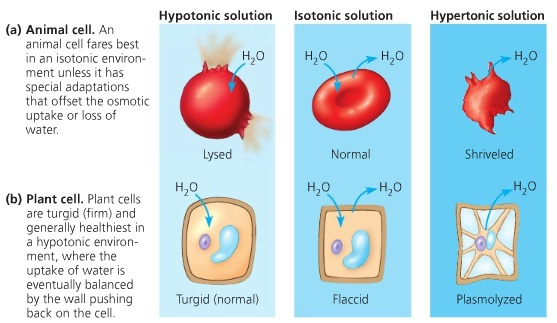 Hypotonic solution
Isotonic solution
Hypertonic solution
(a) Animal cell. An
animal cell fares best
in an isotonic environ-
ment unless it has
special adaptations
that offset the osmotic
uptake or loss of
water.
H₂O
H₂O
H₂O
H₂O
Lysed
Normal
Shriveled
(b) Plant cell. Plant cells
are turgid (firm) and
generally healthiest in
a hypotonic environ-
ment, where the
uptake of water is
eventually balanced
by the wall pushing
back on the cell.
H₂O
H₂O
H₂O
H₂O
Turgid (normal)
Flaccid
Plasmolyzed